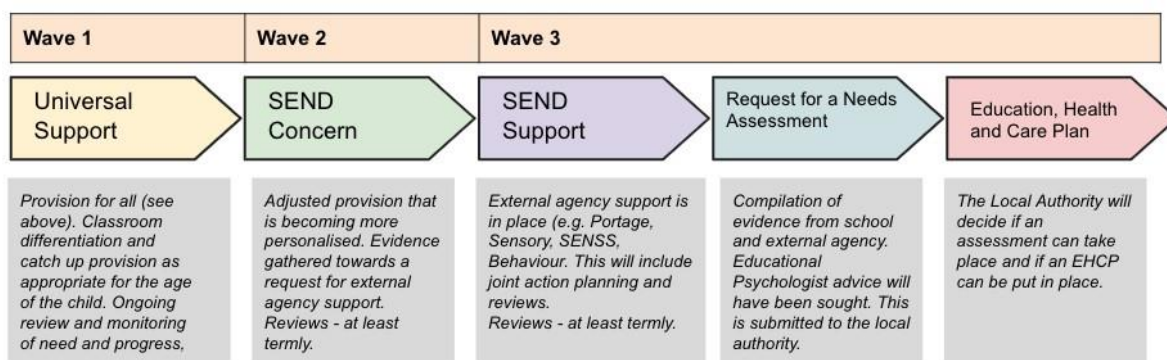 Wave 1
Wave 2
Wave 3
Universal
Support
SEND
Concern
SEND
Support
Request for a Needs
Assessment
Education, Health
and Care Plan
Provision for all (see
above). Classroom
differentiation and
catch up provision as
appropriate for the age
of the child. Ongoing
review and monitoring
of need and progress,
Adjusted provision that
is becoming more
personalised. Evidence
gathered towards a
request for external
agency support.
Reviews - at least
termly.
External agency support is
in place (e.g. Portage,
Sensory, SENSS,
Behaviour. This will include
joint action planning and
reviews.
Reviews - at least termly.
Compilation of
evidence from school
and external agency.
Educational
Psychologist advice will
have been sought. This
is submitted to the local
authority.
The Local Authority will
decide if an
assessment can take
place and if an EHCP
can be put in place.